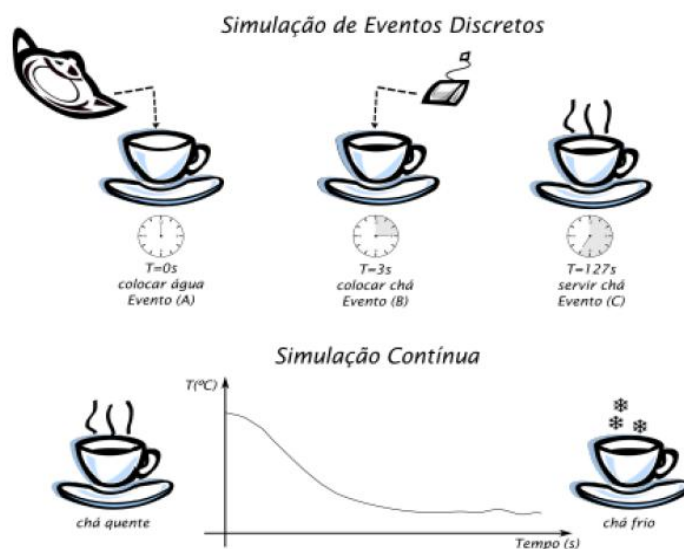 Simulação de Eventos Discretos
T=0s
colocar água
Evento (A)
T=3s
colocar chá
Evento (B)
T=127s
servir chá
Evento (C)
Simulação Contínua
T(ºC)
chá quente
Tempo (s)
chá frio